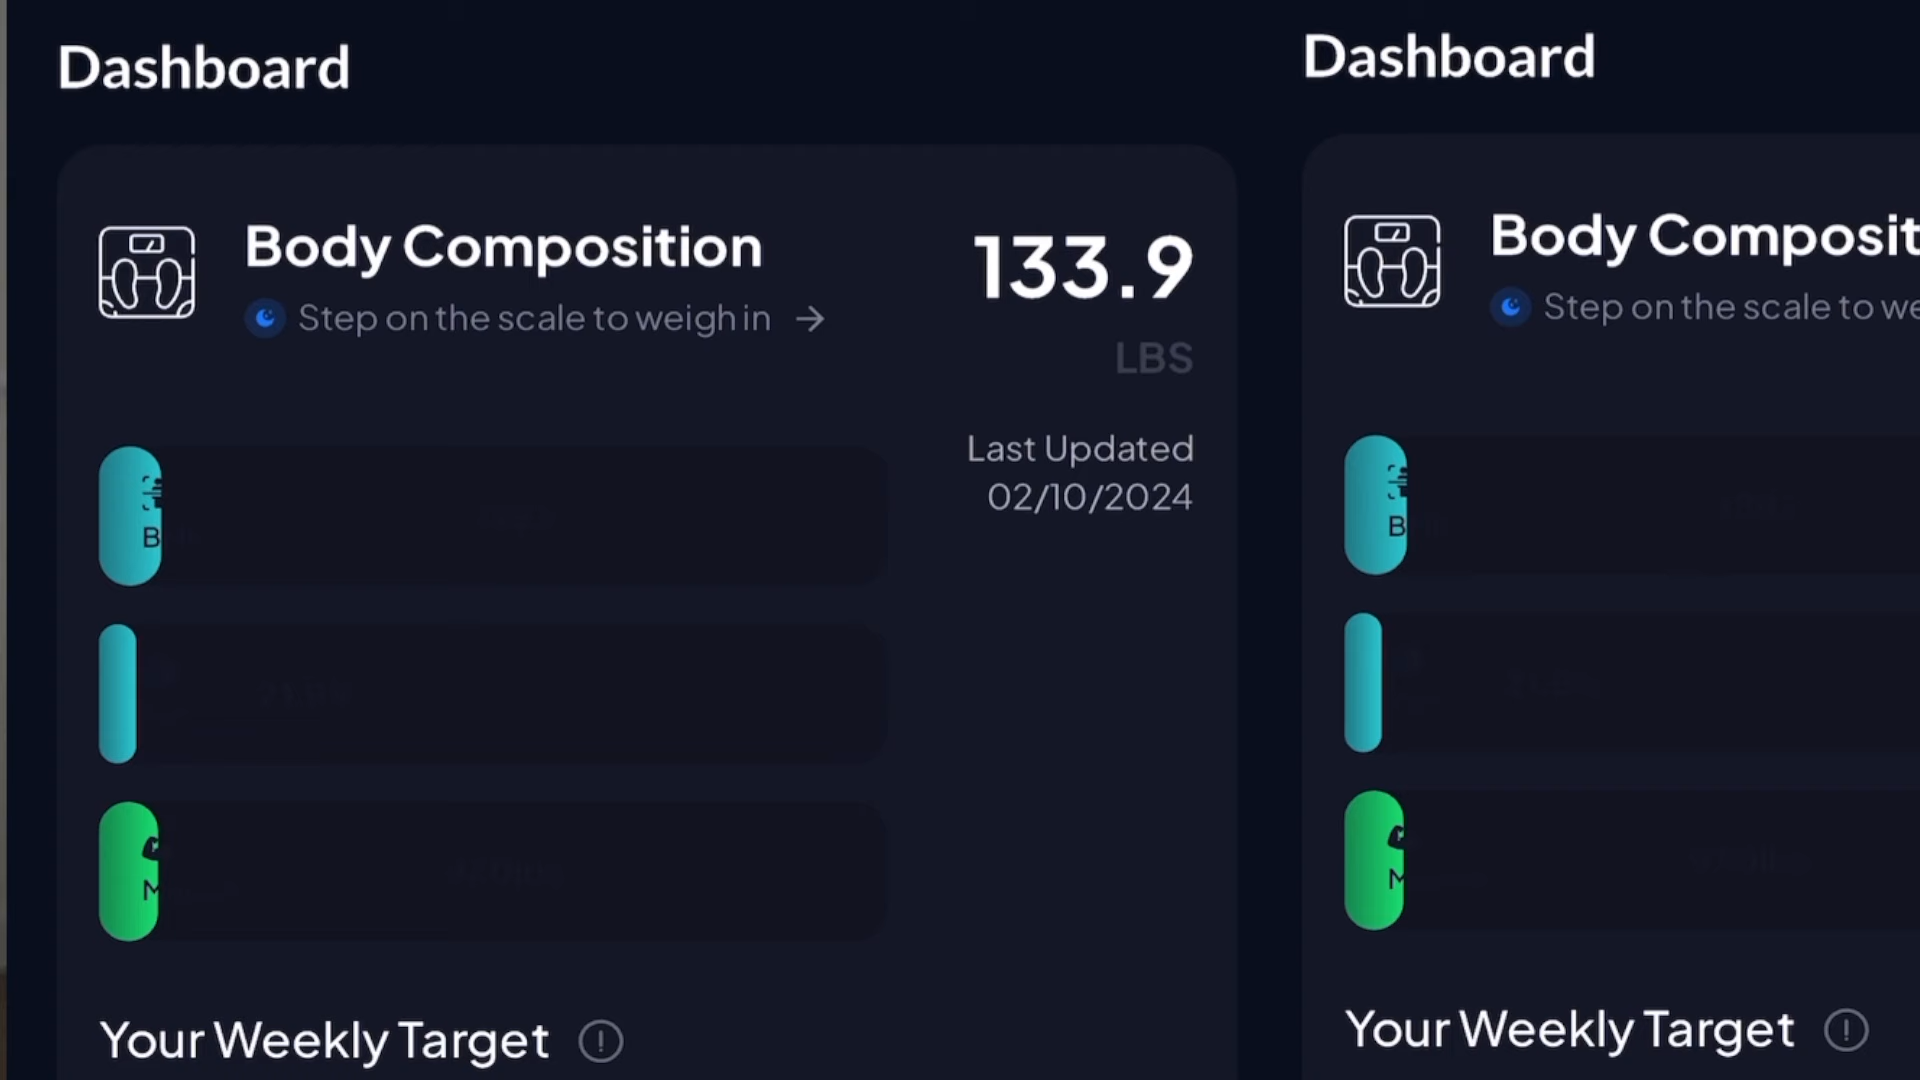 Dashboard
Body Composition
Step on the scale to weigh in
133.9
LBS
Last Updated
02/10/2024
B
M
Your Weekly Target
Dashboard
Body Composit
Step on the scale to we
B
M
Your Weekly Target